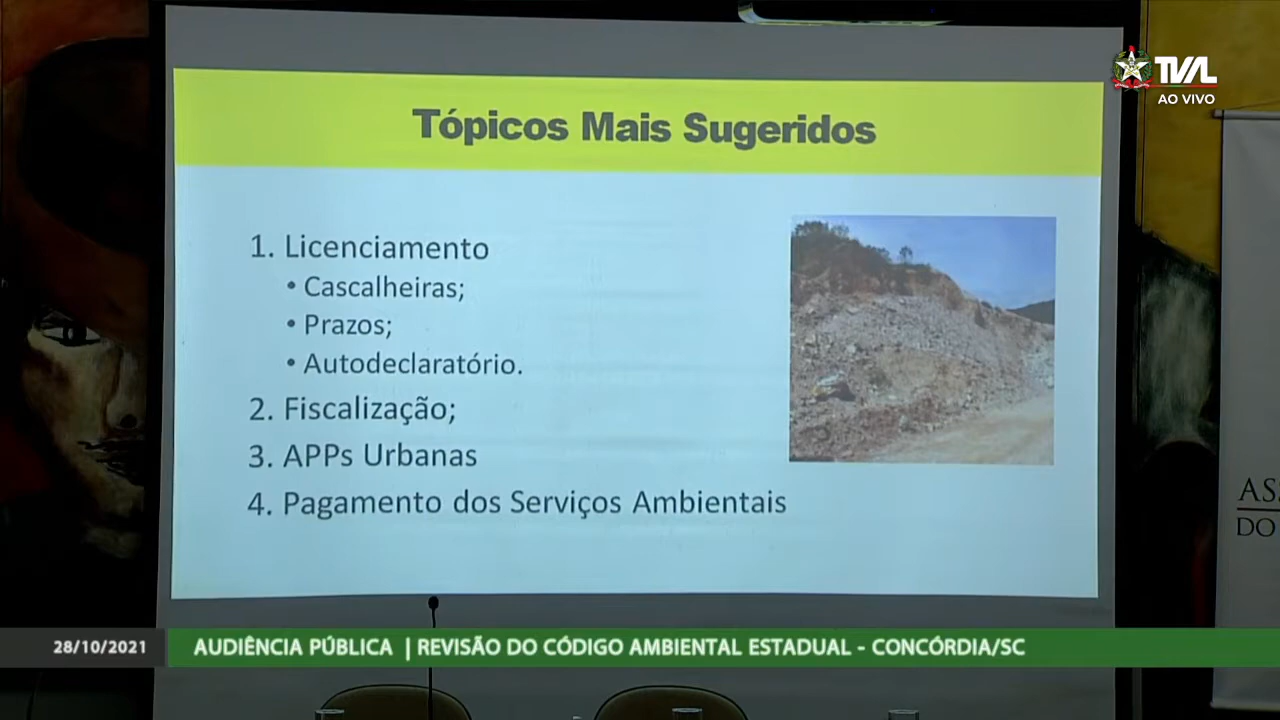 TVAL
AO VIVO
Tópicos Mais Sugeridos
1. Licenciamento
• Cascalheiras;
• Prazos;
• Autodeclaratório.
2. Fiscalização;
3. APPs Urbanas
4. Pagamento dos Serviços Ambientais
DO
28/10/2021
AUDIÊNCIA PÚBLICA | REVISÃO DO CÓDIGO AMBIENTAL ESTADUAL - CONCÓRDIA/SC